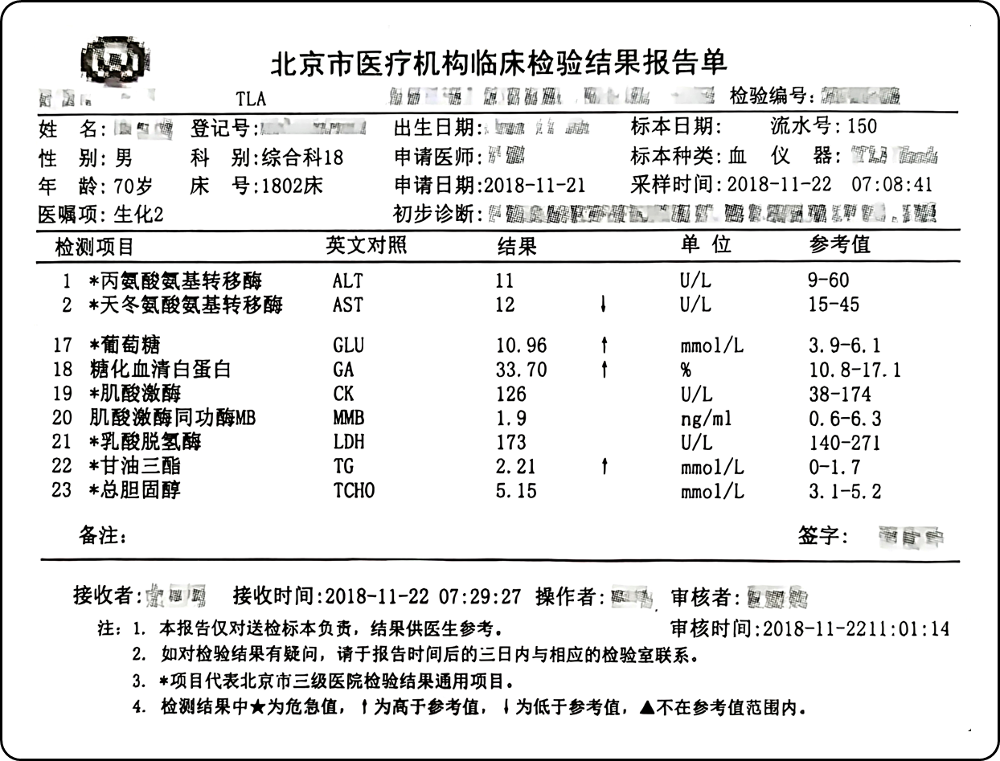 北京市医疗机构临床检验结果报告单
TLA 检验编号:
姓 名: 登记号: 出生日期: 标本日期: 流水号: 150
性 别: 男 科 别:综合科18 申请医师: 标本种类: 血 仪 器:
年 龄: 70岁 床 号:1802床 申请日期:2018-11-21 采样时间: 2018-11-22 07:08:41
医嘱项: 生化2 初步诊断:
检测项目 英文对照 结果 单 位 参考值
1 *丙氨酸氨基转移酶 ALT 11 U/L 9-60
2 *天冬氨酸氨基转移酶 AST 12 ↓ U/L 15-45
17 *葡萄糖 GLU 10.96 ↑ mmol/L 3.9-6.1
18 糖化血清白蛋白 GA 33.70 ↑ % 10.8-17.1
19 *肌酸激酶 CK 126 U/L 38-174
20 肌酸激酶同功酶MB MMB 1.9 ng/ml 0.6-6.3
21 *乳酸脱氢酶 LDH 173 U/L 140-271
22 *甘油三酯 TG 2.21 ↑ mmol/L 0-1.7
23 *总胆固醇 TCHO 5.15 mmol/L 3.1-5.2
备注: 签字:
接收者: 接收时间:2018-11-22 07:29:27 操作者: 审核者:
注: 1. 本报告仅对送检标本负责，结果供医生参考。 审核时间:2018-11-2211:01:14
2. 如对检验结果有疑问，请于报告时间后的三日内与相应的检验室联系。
3. *项目代表北京市三级医院检验结果通用项目。
4. 检测结果中★为危急值，↑为高于参考值，↓为低于参考值，▲不在参考值范围内。